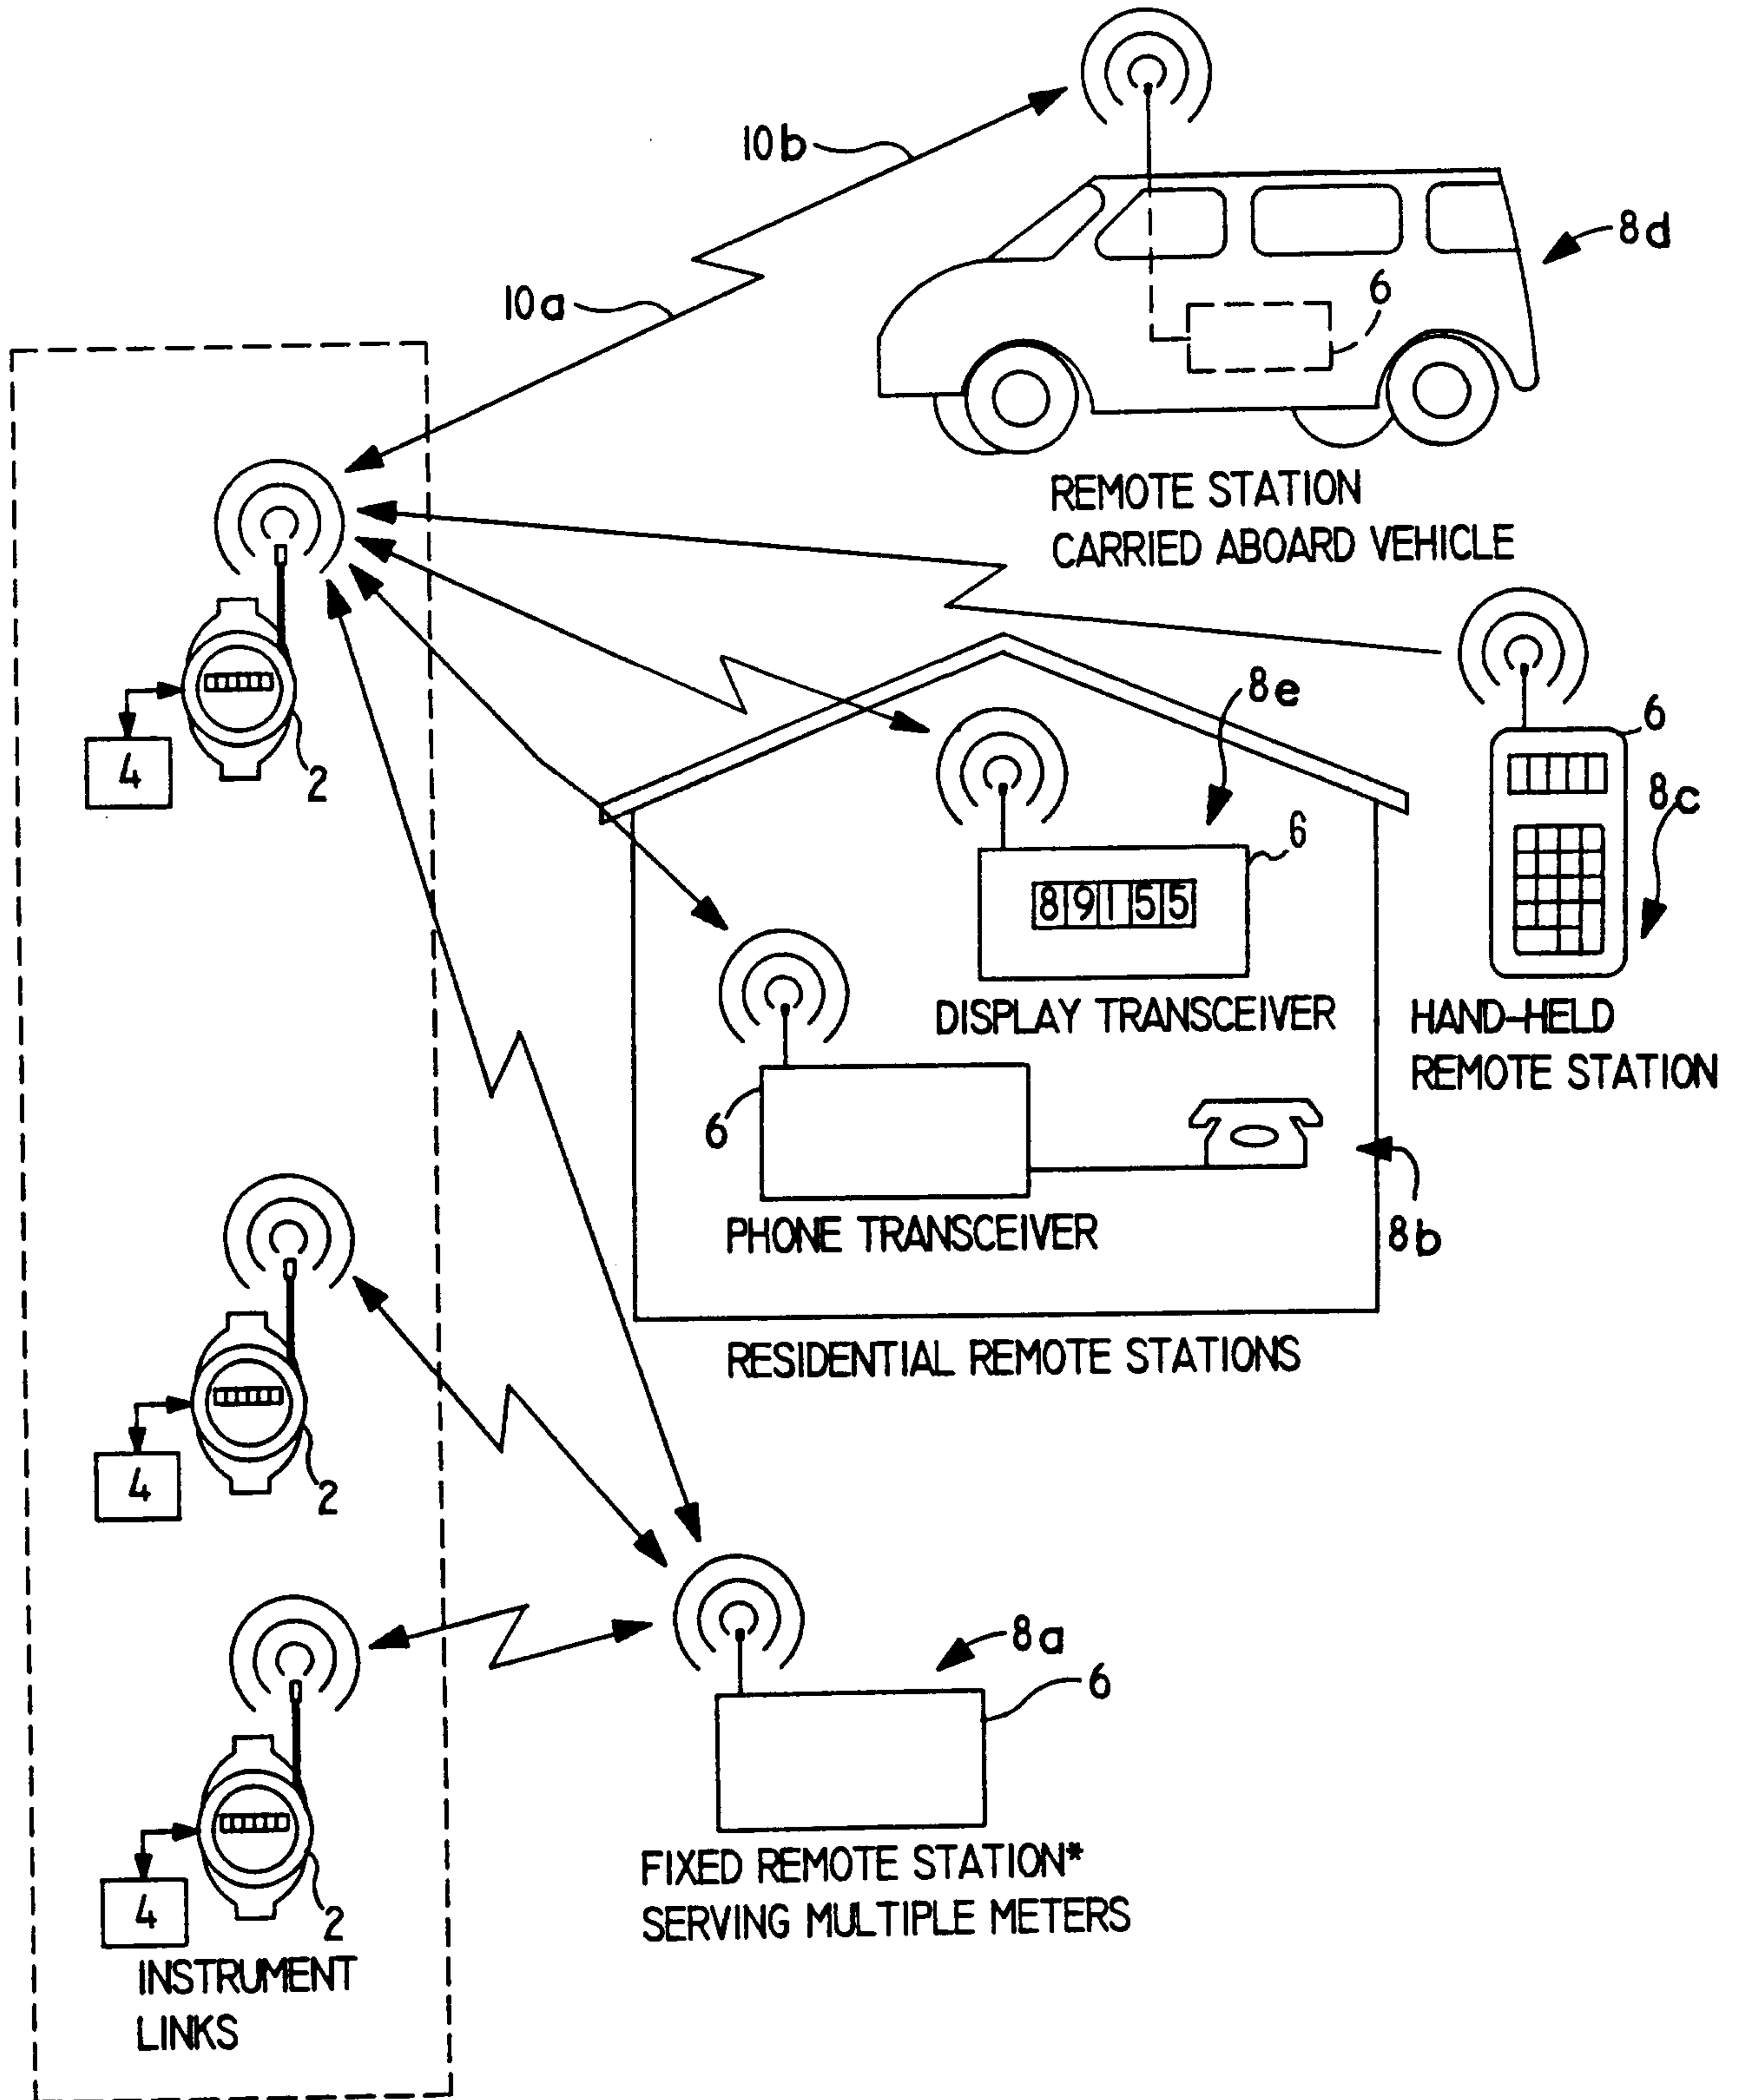 10b
8d
6
10a
REMOTE STATION
CARRIED ABOARD VEHICLE
8e
6
8c
4
2
6
89155
DISPLAY TRANSCEIVER
HAND-HELD
REMOTE STATION
6
PHONE TRANSCEIVER
8b
RESIDENTIAL REMOTE STATIONS
4
2
8a
6
FIXED REMOTE STATION*
SERVING MULTIPLE METERS
4
2
INSTRUMENT
LINKS